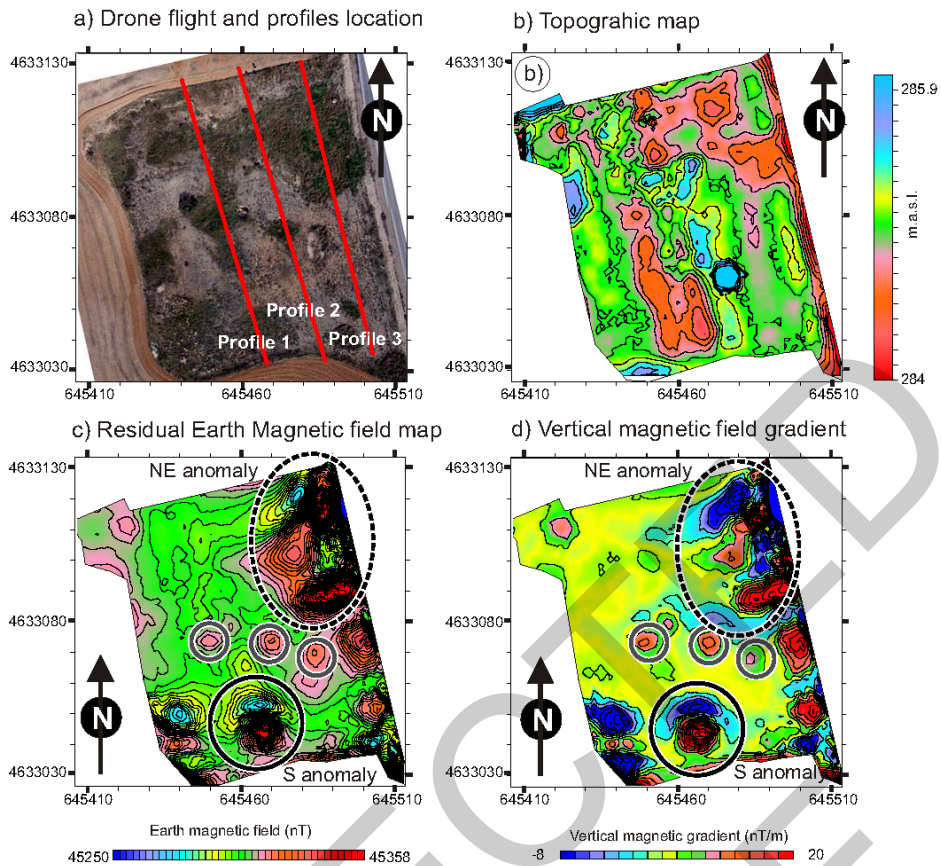 a) Drone flight and profiles location
4633130
4633080
4633030
645410 645460 645510
N
Profile 1
Profile 2
Profile 3
b) Topograhic map
b)
4633130
4633080
4633030
645410 645460 645510
N
285.9
m.a.s.l.
284
c) Residual Earth Magnetic field map
NE anomaly
4633130
4633080
4633030
645410 645460 645510
N
S anomaly
Earth magnetic field (nT)
45250 45358
d) Vertical magnetic field gradient
NE anomaly
4633130
4633080
4633030
645410 645460 645510
N
S anomaly
Vertical magnetic gradient (nT/m)
-8 20